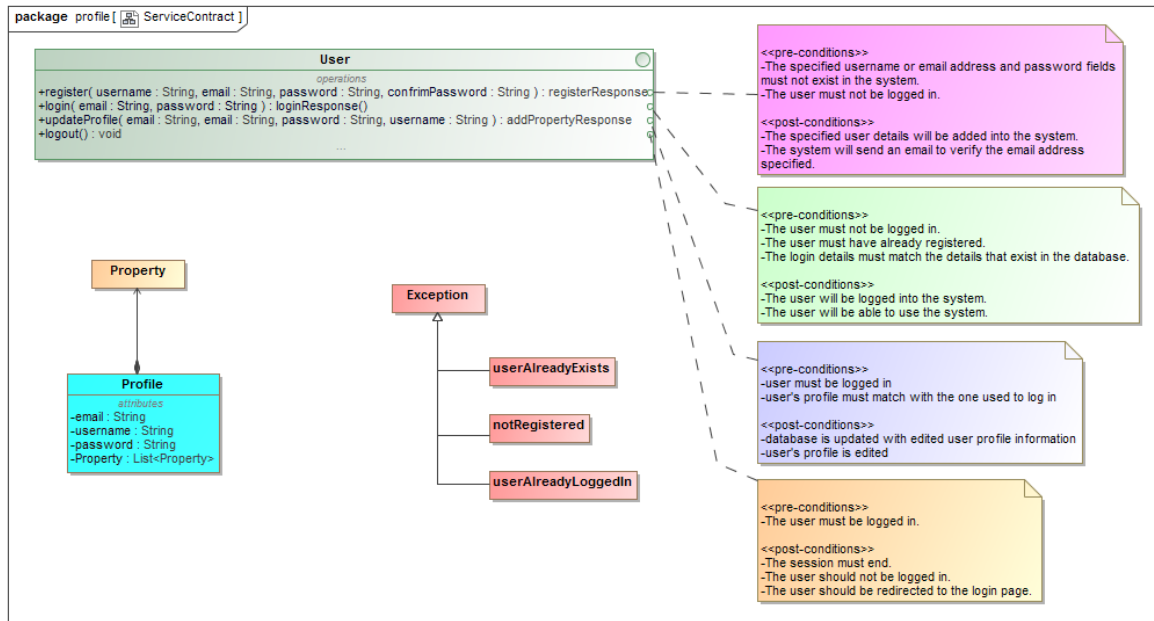 package profile [ ServiceContract ]
User
operations
+register( username : String, email : String, password : String, confrimPassword : String ) : registerResponse
+login( email : String, password : String ) : loginResponse()
+updateProfile( email : String, email : String, password : String, username : String ) : addPropertyResponse
+logout() : void
...
<<pre-conditions>>
-The specified username or email address and password fields
must not exist in the system.
-The user must not be logged in.
<<post-conditions>>
-The specified user details will be added into the system.
-The system will send an email to verify the email address
specified.
<<pre-conditions>>
-The user must not be logged in.
-The user must have already registered.
-The login details must match the details that exist in the database.
<<post-conditions>>
-The user will be logged into the system.
-The user will be able to use the system.
Property
Profile
attributes
-email : String
-username : String
-password : String
-Property : List<Property>
Exception
userAlreadyExists
notRegistered
userAlreadyLoggedIn
<<pre-conditions>>
-user must be logged in
-user's profile must match with the one used to log in
<<post-conditions>>
-database is updated with edited user profile information
-user's profile is edited
<<pre-conditions>>
-The user must be logged in.
<<post-conditions>>
-The session must end.
-The user should not be logged in.
-The user should be redirected to the login page.